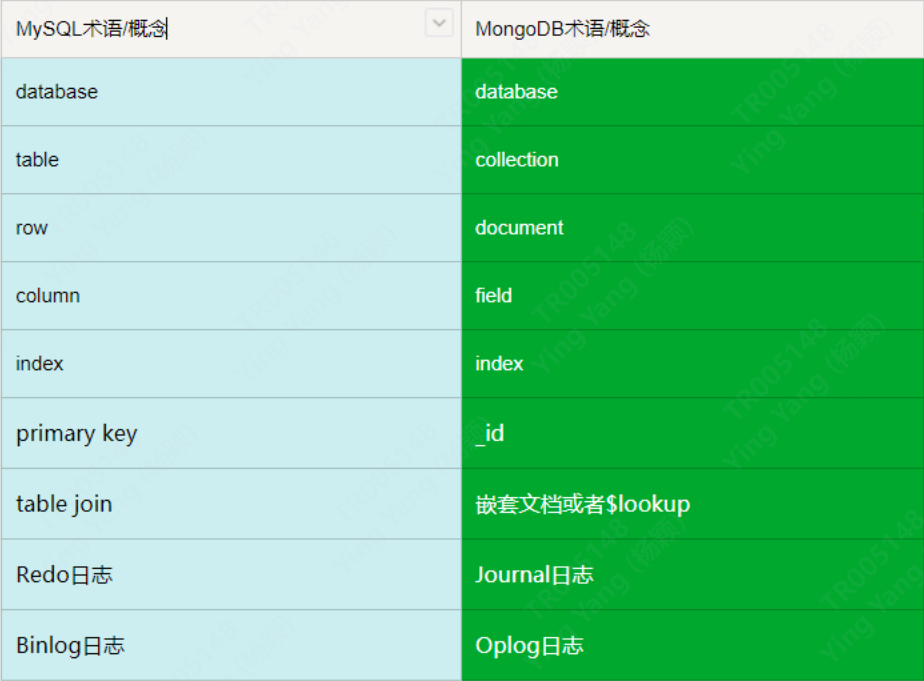 MySQL术语/概念 MongoDB术语/概念
database database
table collection
row document
column field
index index
primary key _id
table join 嵌套文档或者$lookup
Redo日志 Journal日志
Binlog日志 Oplog日志
TR005148
Ying Yang (杨颖)